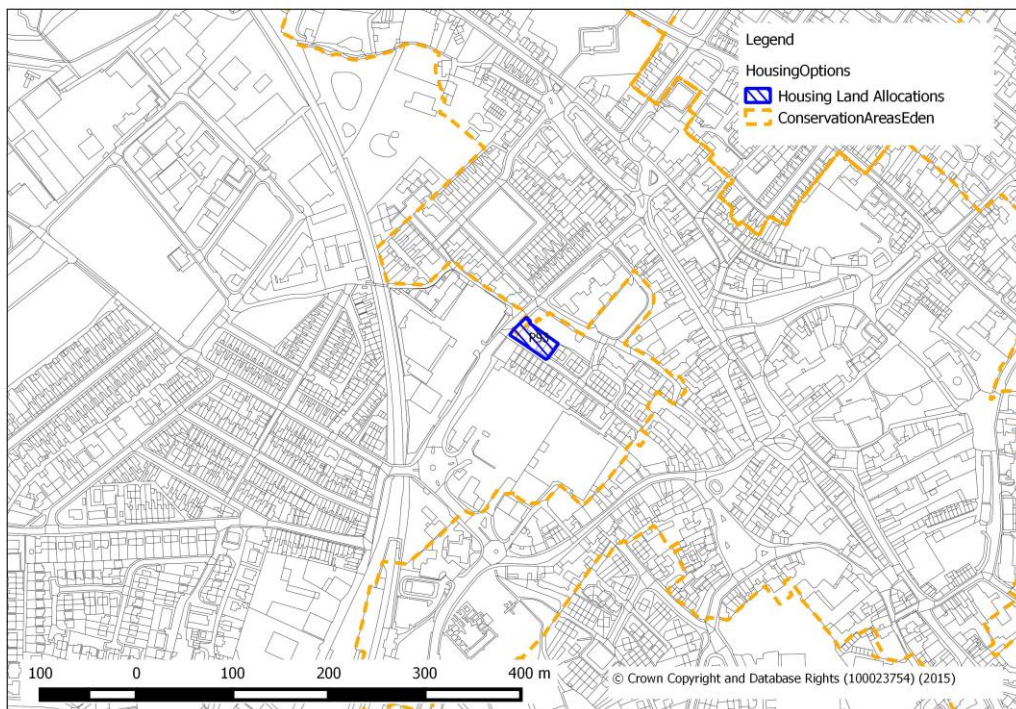 Legend
HousingOptions
Housing Land Allocations
ConservationAreasEden
P93
100 0 100 200 300 400 m
© Crown Copyright and Database Rights (100023754) (2015)